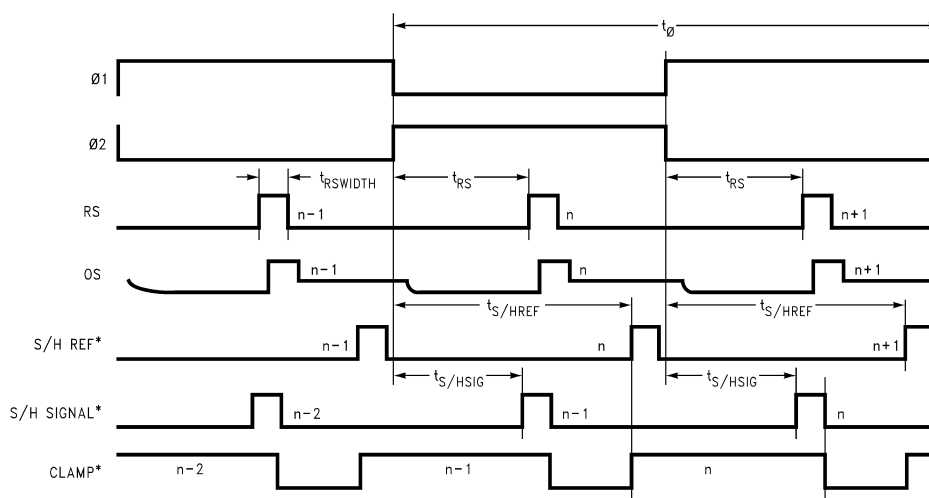 tø
Ø1
Ø2
tRSWIDTH tRS tRS
RS n-1 n n+1
OS n-1 n n+1
tS/HREF tS/HREF
S/H REF* n-1 n n+1
tS/HSIG tS/HSIG
S/H SIGNAL* n-2 n-1 n
CLAMP* n-2 n-1 n